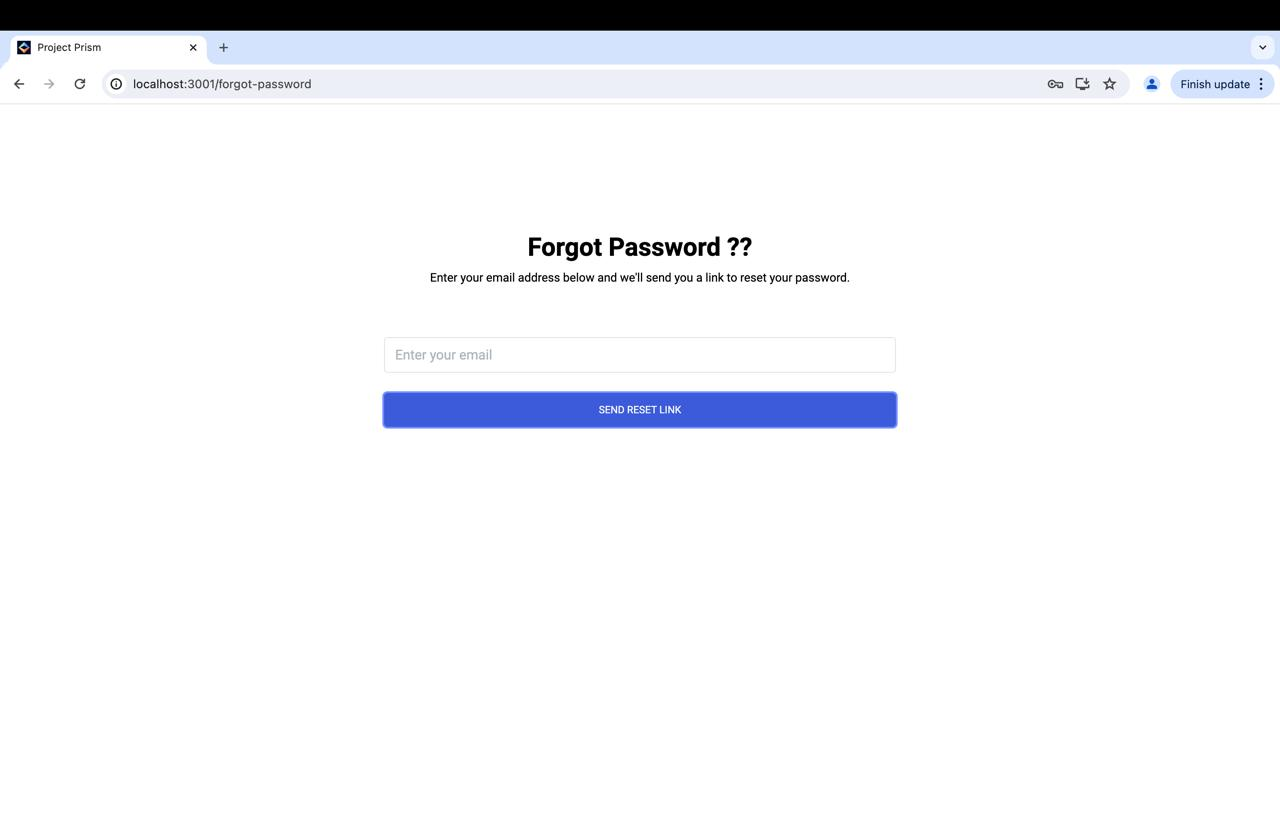 Project Prism
localhost:3001/forgot-password
Finish update
Forgot Password ??
Enter your email address below and we'll send you a link to reset your password.
Enter your email
SEND RESET LINK